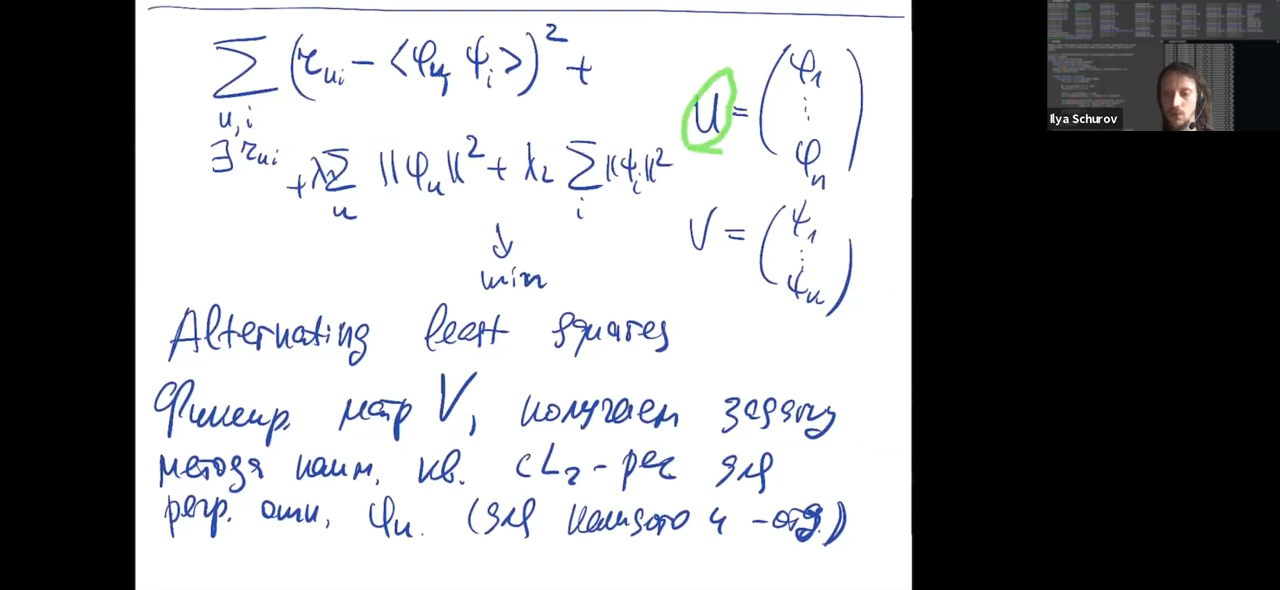 ∑ (r_ui − <φ_u, ψ_i>)² +
u, i
∃ r_ui
+ λ₁ ∑ ‖φ_u‖² + λ₂ ∑ ‖ψ_i‖²
u i
↓
min
U = (φ₁ ⋮ φ_n)
V = (ψ₁ ⋮ ψ_n)
Ilya Schurov
Alternating least squares
Фиксир. матр V, получаем задачу
метода наим. кв. с L₂-рег для
регр. отн. φ_u. (для каждого u - отд.)